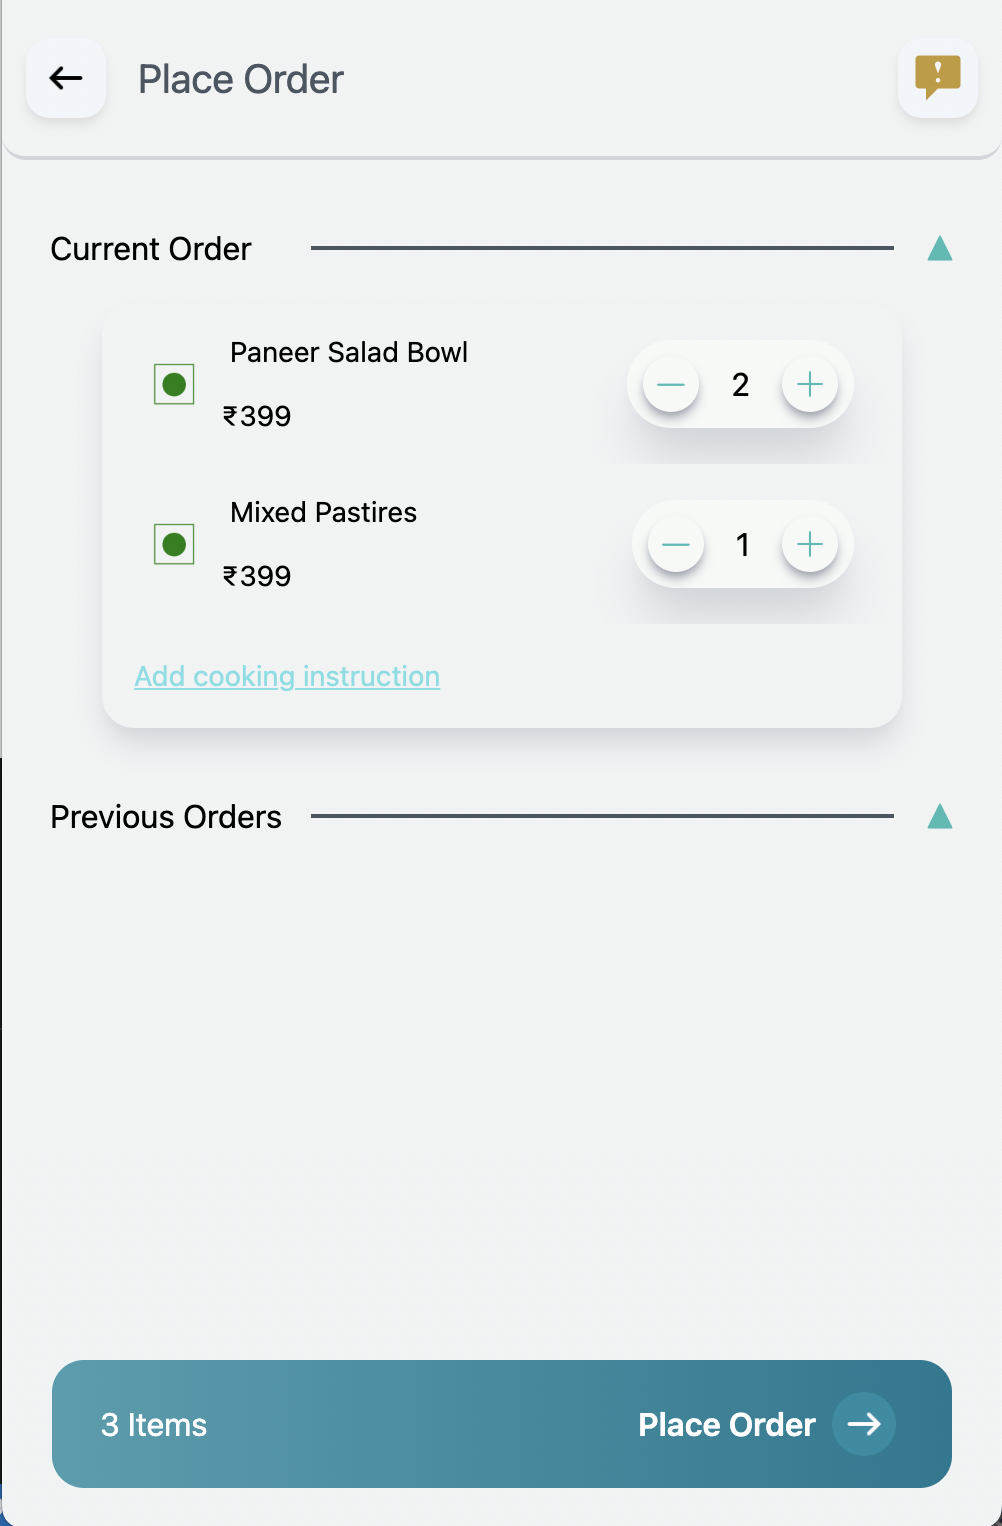 Place Order
Current Order
Paneer Salad Bowl
₹399
2
Mixed Pastires
₹399
1
Add cooking instruction
Previous Orders
3 Items
Place Order